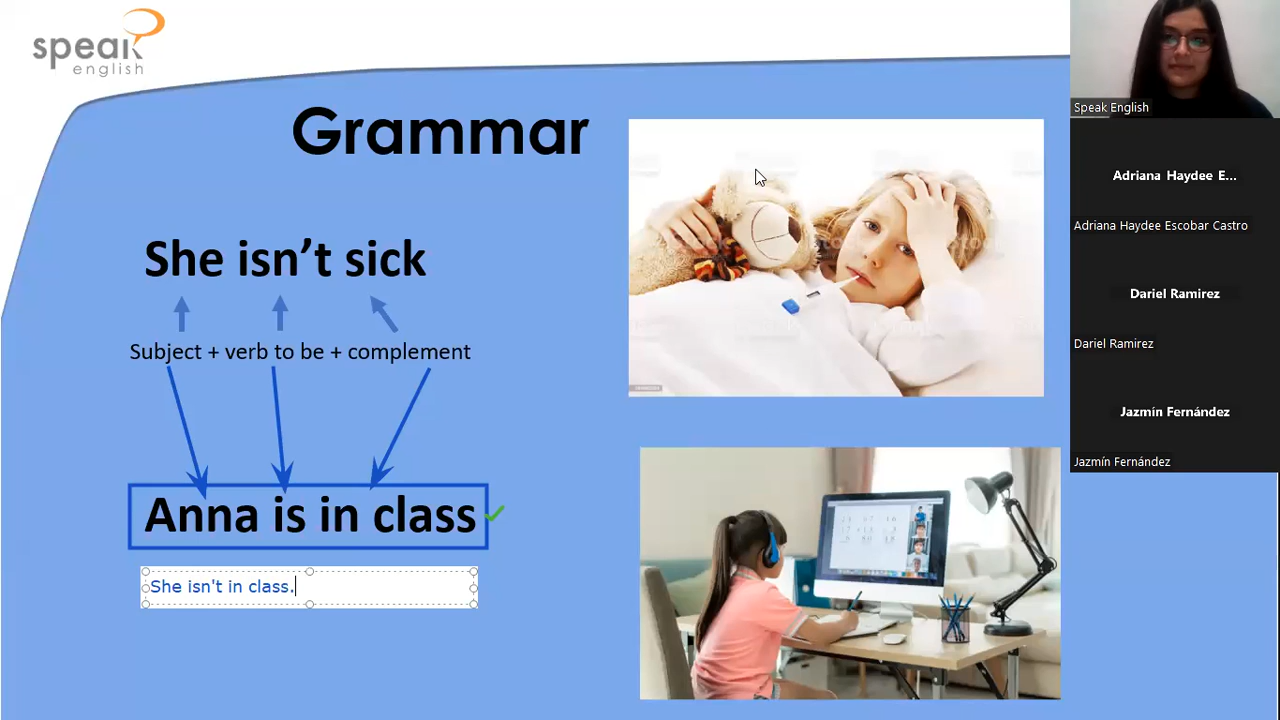 speak
english
Grammar
She isn't sick
Subject + verb to be + complement
Anna is in class
She isn't in class.
Speak English
Adriana Haydee E...
Adriana Haydee Escobar Castro
Dariel Ramirez
Dariel Ramirez
Jazmín Fernández
Jazmín Fernández